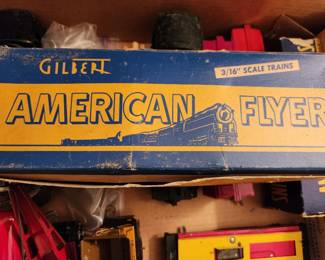 GILBERT
3/16" SCALE TRAINS
AMERICAN FLYER